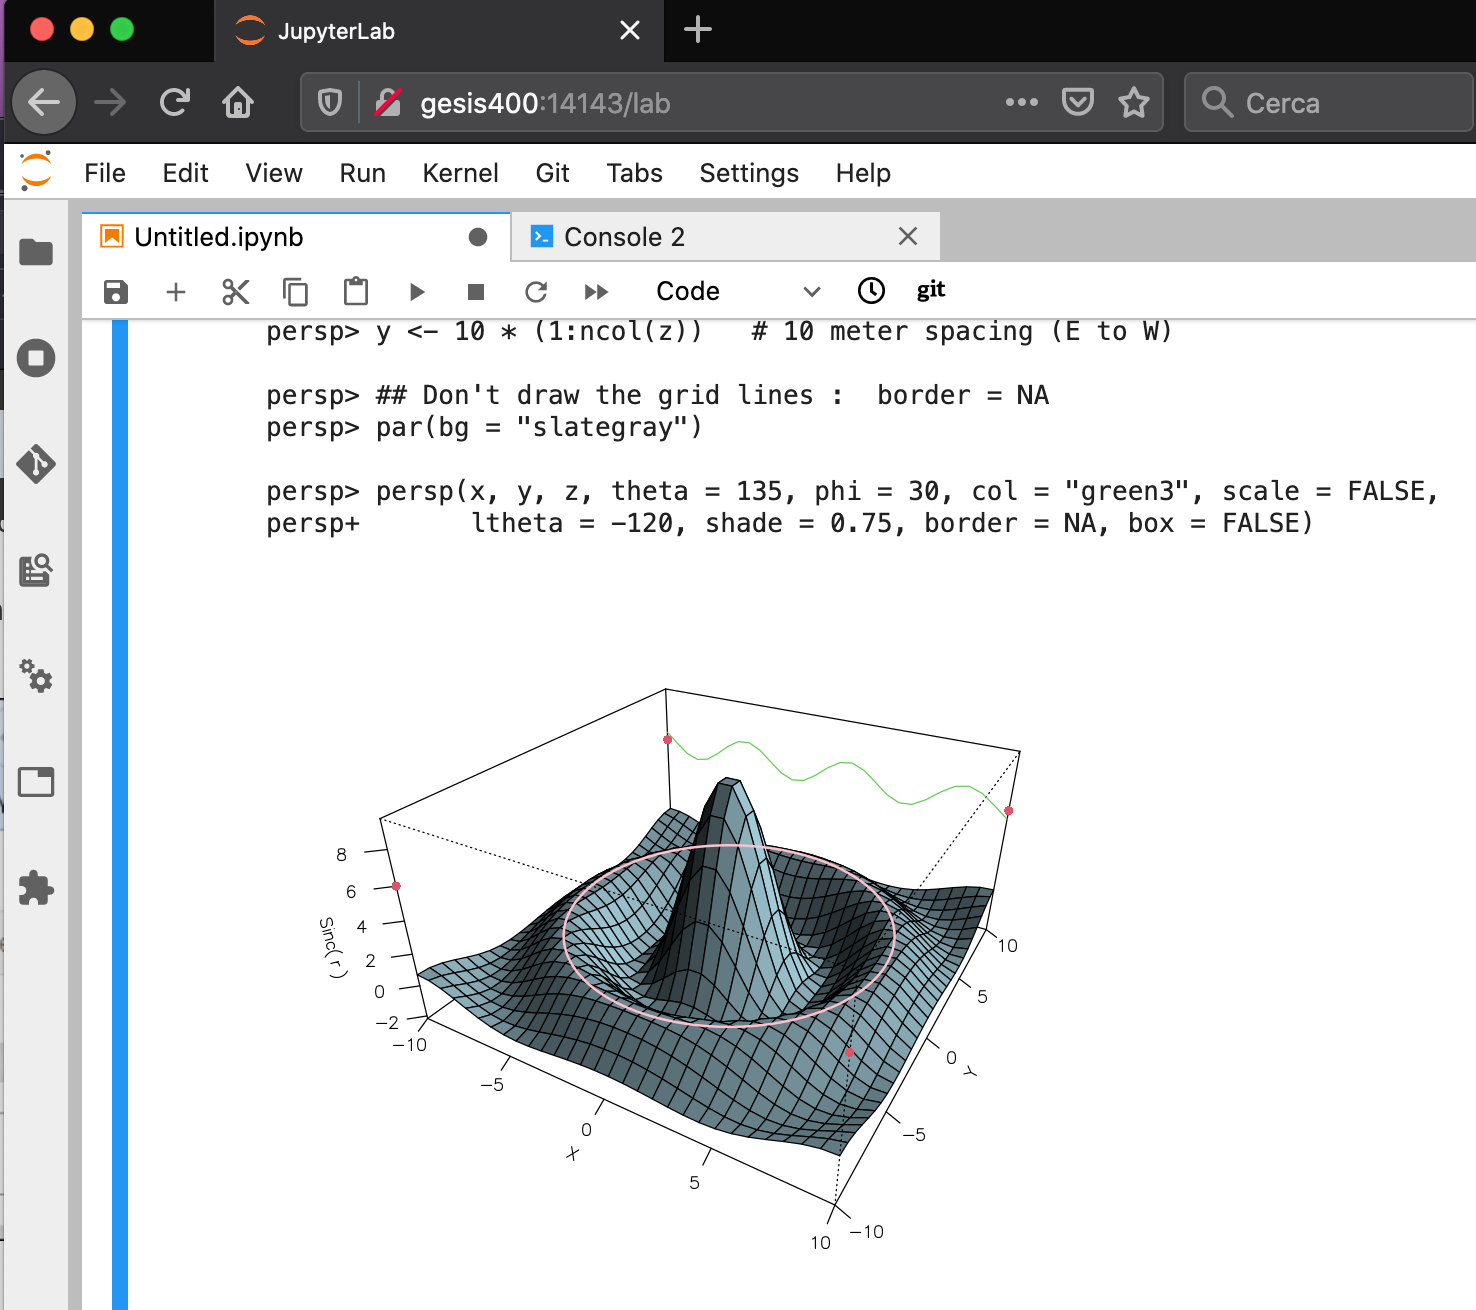 JupyterLab
gesis400:14143/lab
Cerca
File Edit View Run Kernel Git Tabs Settings Help
Untitled.ipynb
Console 2
Code
git
persp> y <- 10 * (1:ncol(z))   # 10 meter spacing (E to W)
persp> ## Don't draw the grid lines :  border = NA
persp> par(bg = "slategray")
persp> persp(x, y, z, theta = 135, phi = 30, col = "green3", scale = FALSE,
persp+       ltheta = -120, shade = 0.75, border = NA, box = FALSE)
8
6
4
2
0
−2
Sinc( r )
−10
−5
0
5
10
X
10
5
0
−5
−10
Y